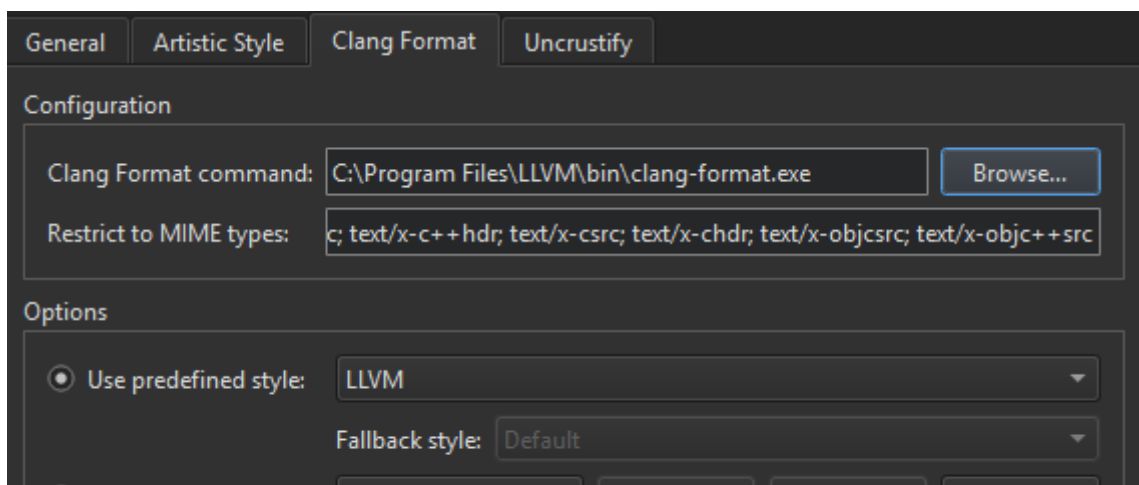 General Artistic Style Clang Format Uncrustify
Configuration
Clang Format command: C:\Program Files\LLVM\bin\clang-format.exe Browse...
Restrict to MIME types: c; text/x-c++hdr; text/x-csrc; text/x-chdr; text/x-objcsrc; text/x-objc++src
Options
Use predefined style: LLVM
Fallback style: Default